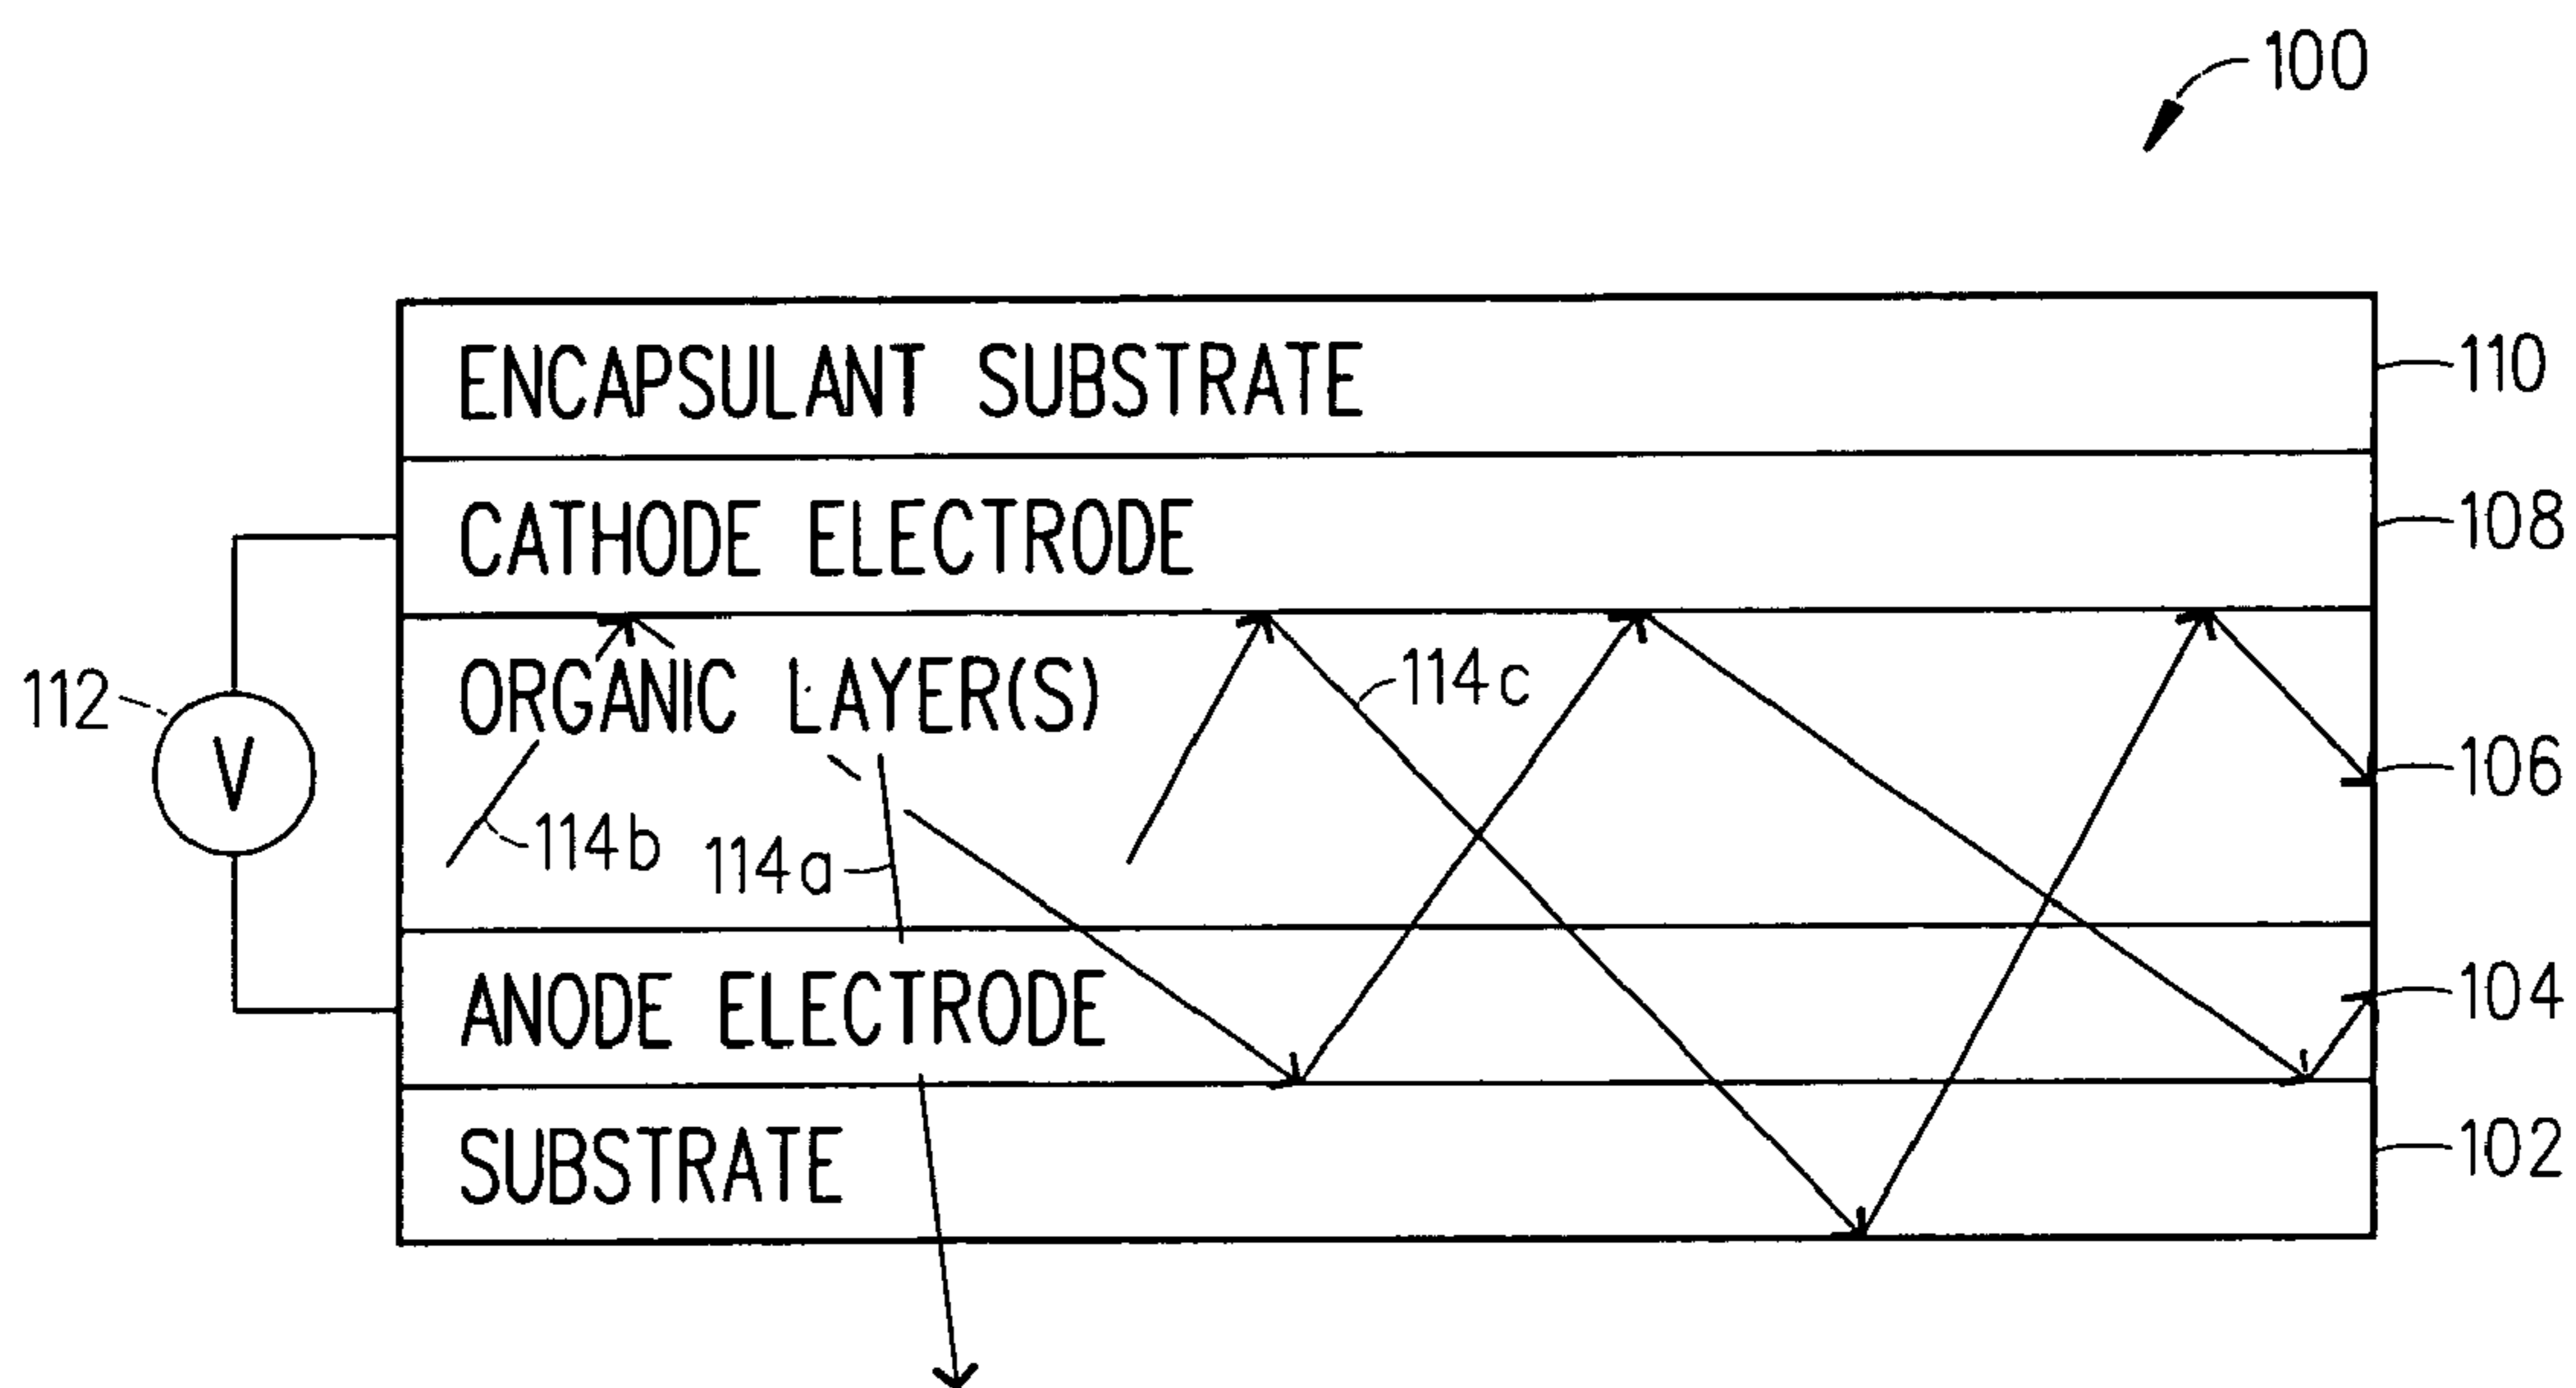 100
ENCAPSULANT SUBSTRATE
110
CATHODE ELECTRODE
108
112
V
ORGANIC LAYER(S)
114c
106
114b
114a
ANODE ELECTRODE
104
SUBSTRATE
102